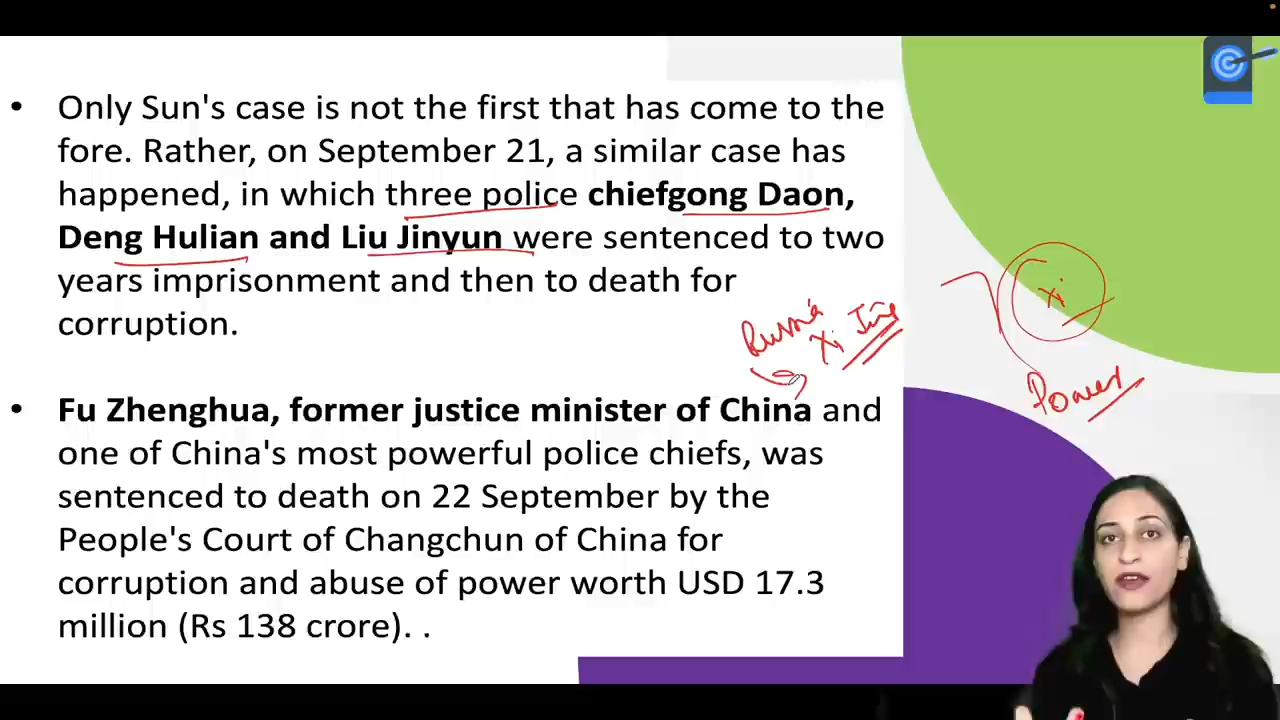 • Only Sun's case is not the first that has come to the
fore. Rather, on September 21, a similar case has
happened, in which three police chiefgong Daon,
Deng Hulian and Liu Jinyun were sentenced to two
years imprisonment and then to death for
corruption.
Xi
Russia
Xi
Power
• Fu Zhenghua, former justice minister of China and
one of China's most powerful police chiefs, was
sentenced to death on 22 September by the
People's Court of Changchun of China for
corruption and abuse of power worth USD 17.3
million (Rs 138 crore). .